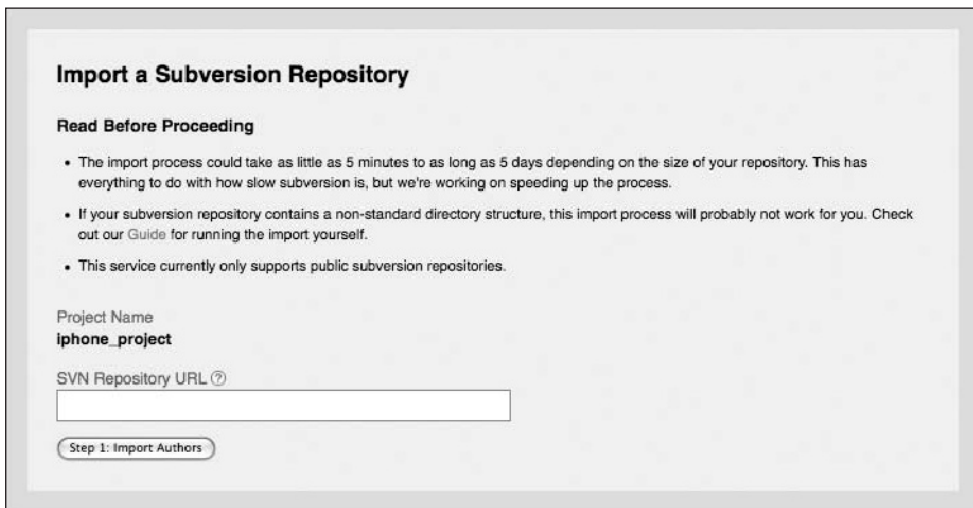 Import a Subversion Repository
Read Before Proceeding
• The import process could take as little as 5 minutes to as long as 5 days depending on the size of your repository. This has
everything to do with how slow subversion is, but we're working on speeding up the process.
• If your subversion repository contains a non-standard directory structure, this import process will probably not work for you. Check
out our Guide for running the import yourself.
• This service currently only supports public subversion repositories.
Project Name
iphone_project
SVN Repository URL ?
Step 1: Import Authors